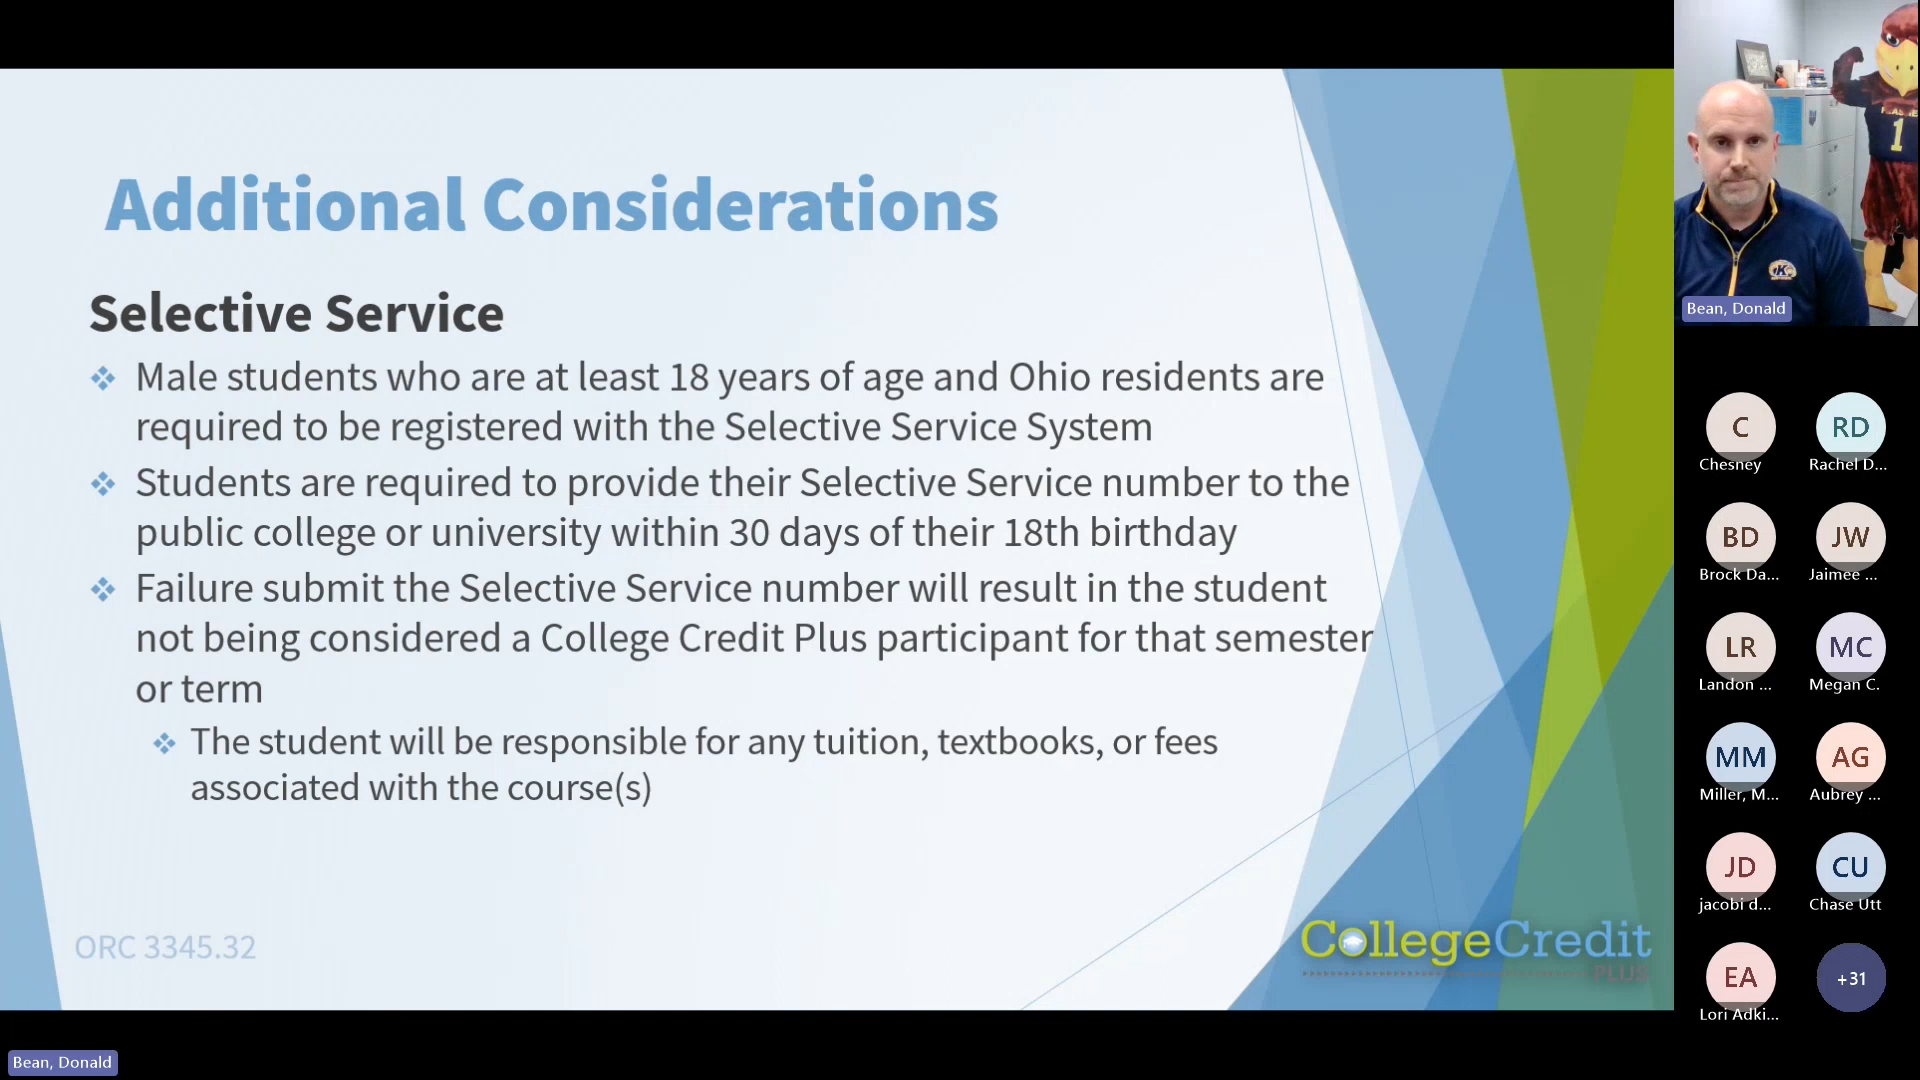 Additional Considerations
Selective Service
Male students who are at least 18 years of age and Ohio residents are
required to be registered with the Selective Service System
Students are required to provide their Selective Service number to the
public college or university within 30 days of their 18th birthday
Failure submit the Selective Service number will result in the student
not being considered a College Credit Plus participant for that semester
or term
The student will be responsible for any tuition, textbooks, or fees
associated with the course(s)
ORC 3345.32
CollegeCredit
PLUS
Bean, Donald
1
K
Bean, Donald
C
Chesney
RD
Rachel D...
BD
Brock Da...
JW
Jaimee ...
LR
Landon ...
MC
Megan C.
MM
Miller, M...
AG
Aubrey ...
JD
jacobi d...
CU
Chase Utt
EA
Lori Adki...
+31